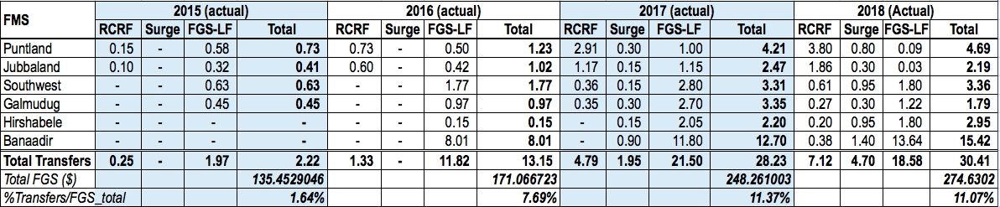 FMS 2015 (actual) 2016 (actual) 2017 (actual) 2018 (Actual)
RCRF Surge FGS-LF Total RCRF Surge FGS-LF Total RCRF Surge FGS-LF Total RCRF Surge FGS-LF Total
Puntland 0.15 - 0.58 0.73 0.73 - 0.50 1.23 2.91 0.30 1.00 4.21 3.80 0.80 0.09 4.69
Jubbaland 0.10 - 0.32 0.41 0.60 - 0.42 1.02 1.17 0.15 1.15 2.47 1.86 0.30 0.03 2.19
Southwest - - 0.63 0.63 - - 1.77 1.77 0.36 0.15 2.80 3.31 0.61 0.95 1.80 3.36
Galmudug - - 0.45 0.45 - - 0.97 0.97 0.35 0.30 2.70 3.35 0.27 0.30 1.22 1.79
Hirshabele - - - - - - 0.15 0.15 - 0.15 2.05 2.20 0.20 0.95 1.80 2.95
Banaadir - - - - - - 8.01 8.01 - 0.90 11.80 12.70 0.38 1.40 13.64 15.42
Total Transfers 0.25 - 1.97 2.22 1.33 - 11.82 13.15 4.79 1.95 21.50 28.23 7.12 4.70 18.58 30.41
Total FGS ($) 135.4529046 171.066723 248.261003 274.6302
%Transfers/FGS_total 1.64% 7.69% 11.37% 11.07%